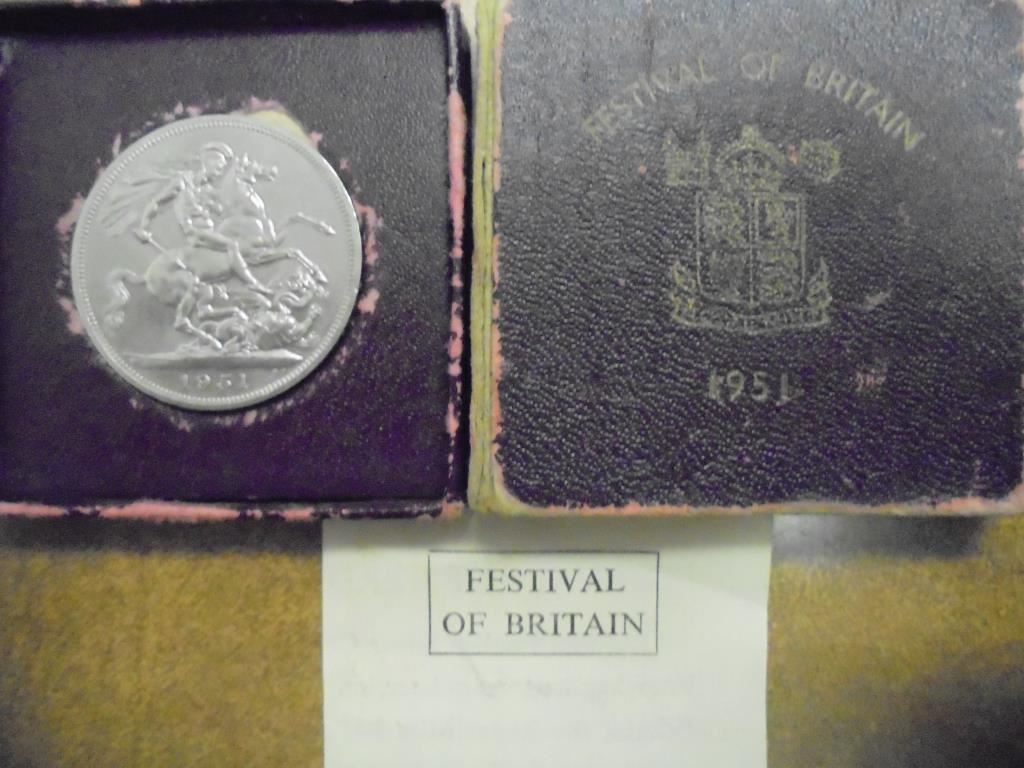 1951
FESTIVAL OF BRITAIN
1951
FESTIVAL
OF BRITAIN